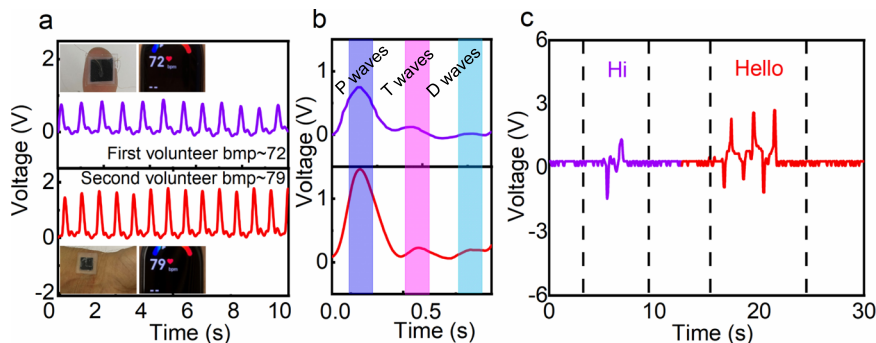 a
b
c
2
0
Voltage (V)
72
bpm
First volunteer bmp~72
Second volunteer bmp~79
2
0
-2
79
bpm
0 2 4 6 8 10
Time (s)
1
0
1
0
Voltage (V)
P waves
T waves
D waves
0.0 0.5
Time (s)
6
3
0
-3
-6
Voltage (V)
Hi
Hello
0 10 20 30
Time (s)